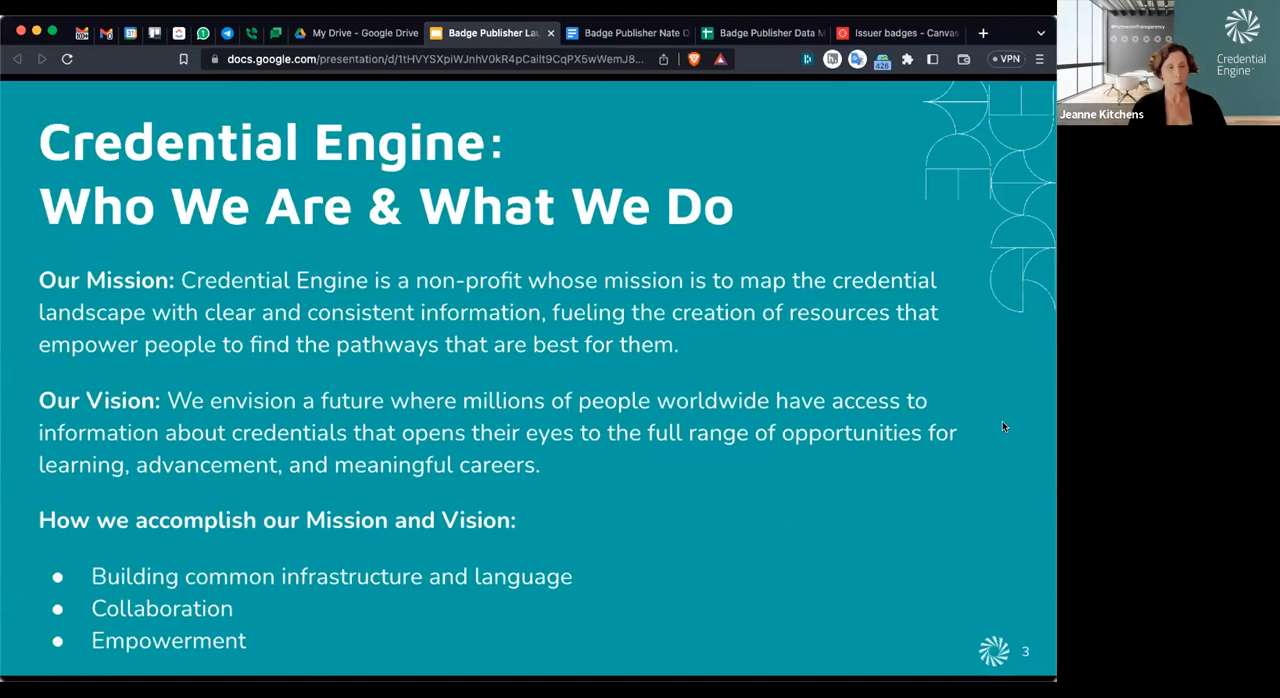 My Drive - Google Drive
Badge Publisher Lau
Badge Publisher Nate O
Badge Publisher Data M
Issuer badges - Canvas
docs.google.com/presentation/d/1tHVYSXpiWJnhV0kR4pCailt9CqPX5wWemJ8...
426
VPN
Credential Engine:
Who We Are & What We Do
Our Mission: Credential Engine is a non-profit whose mission is to map the credential
landscape with clear and consistent information, fueling the creation of resources that
empower people to find the pathways that are best for them.
Our Vision: We envision a future where millions of people worldwide have access to
information about credentials that opens their eyes to the full range of opportunities for
learning, advancement, and meaningful careers.
How we accomplish our Mission and Vision:
● Building common infrastructure and language
● Collaboration
● Empowerment
3
Credential
Engine
Jeanne Kitchens